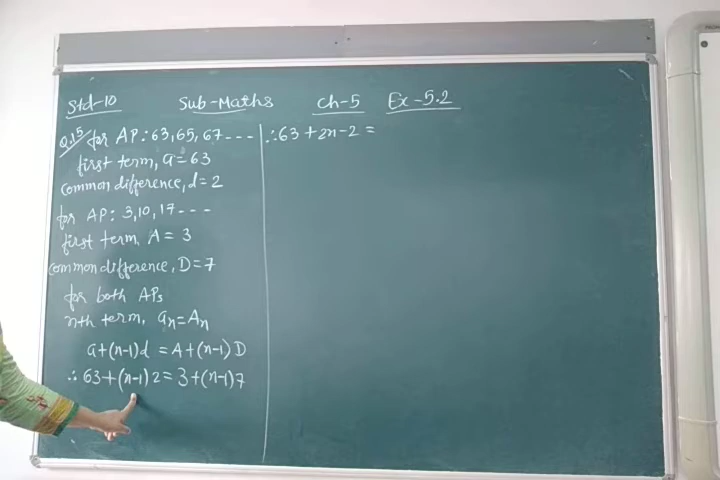 Std-10 Sub-Maths Ch-5 Ex-5.2
Q.15 for AP: 63, 65, 67 - - -
first term, a = 63
common difference, d = 2
for AP: 3, 10, 17 - - -
first term, A = 3
common difference, D = 7
for both APs
nth term, aₙ = Aₙ
a+(n-1)d = A+(n-1)D
∴ 63+(n-1)2 = 3+(n-1)7
∴ 63 + 2n - 2 =